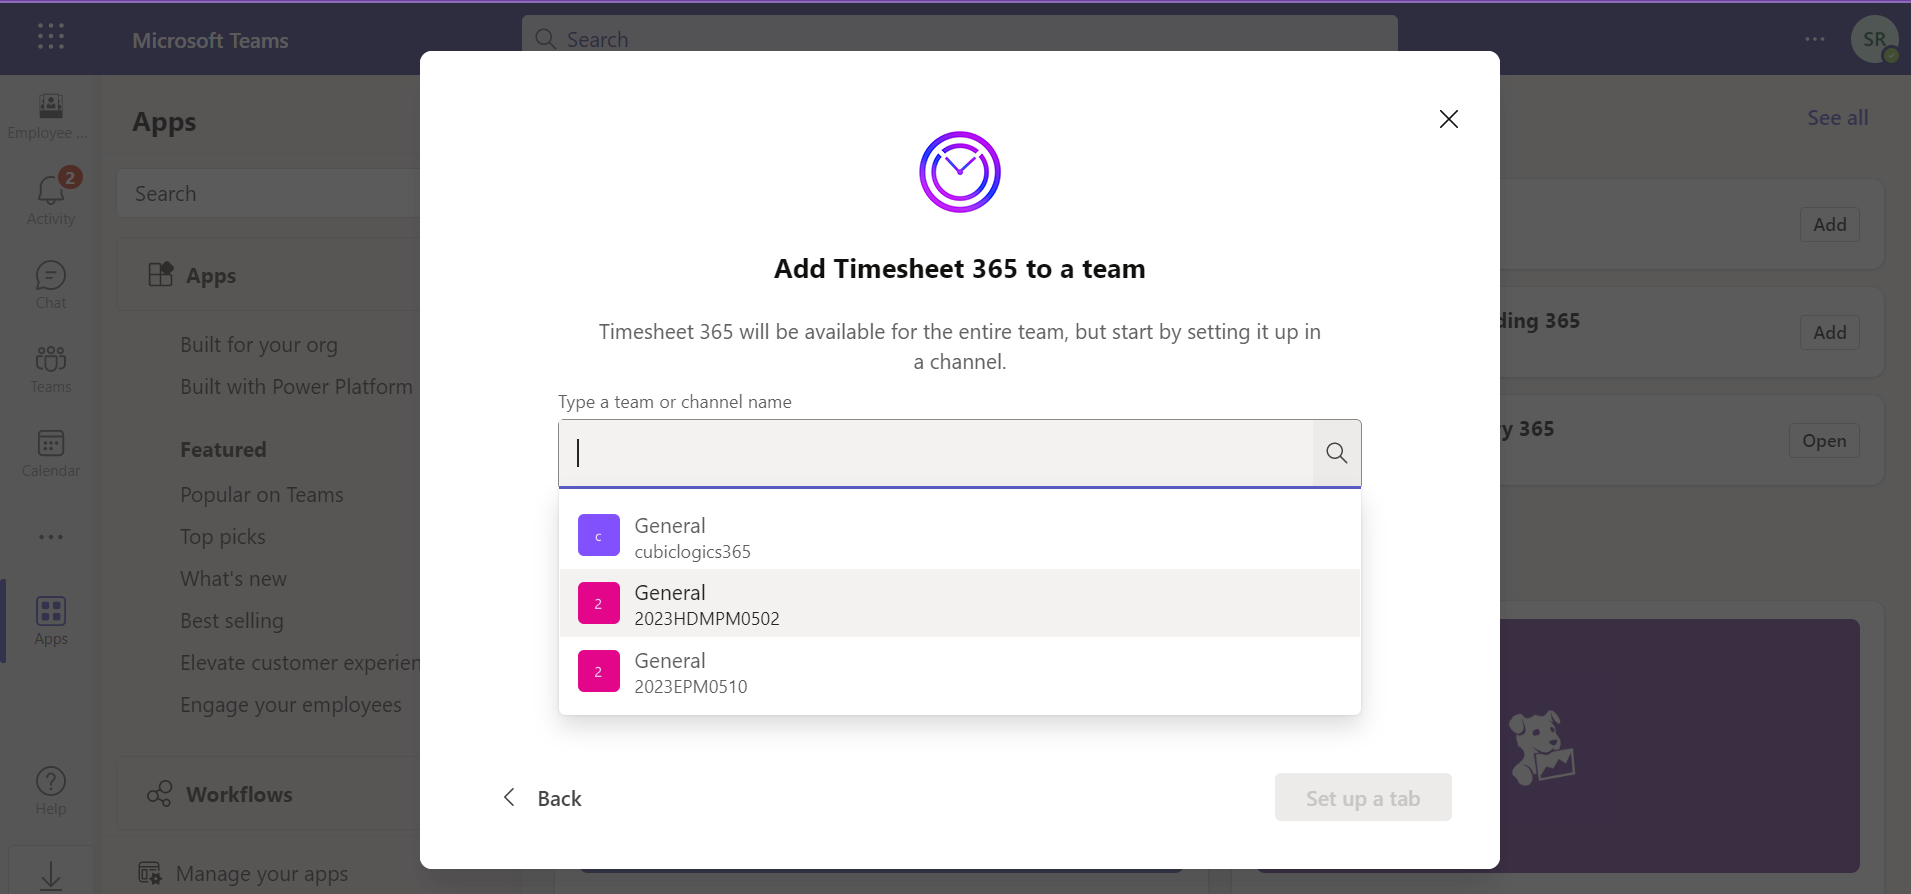 Microsoft Teams
Search
SR
Employee ...
2
Activity
Chat
Teams
Calendar
Apps
Help
Apps
Search
Apps
Built for your org
Built with Power Platform
Featured
Popular on Teams
Top picks
What's new
Best selling
Elevate customer experien
Engage your employees
Workflows
Manage your apps
Add Timesheet 365 to a team
Timesheet 365 will be available for the entire team, but start by setting it up in
a channel.
Type a team or channel name
c
General
cubiclogics365
2
General
2023HDMPM0502
2
General
2023EPM0510
Back
Set up a tab
See all
Add
ding 365
Add
y 365
Open